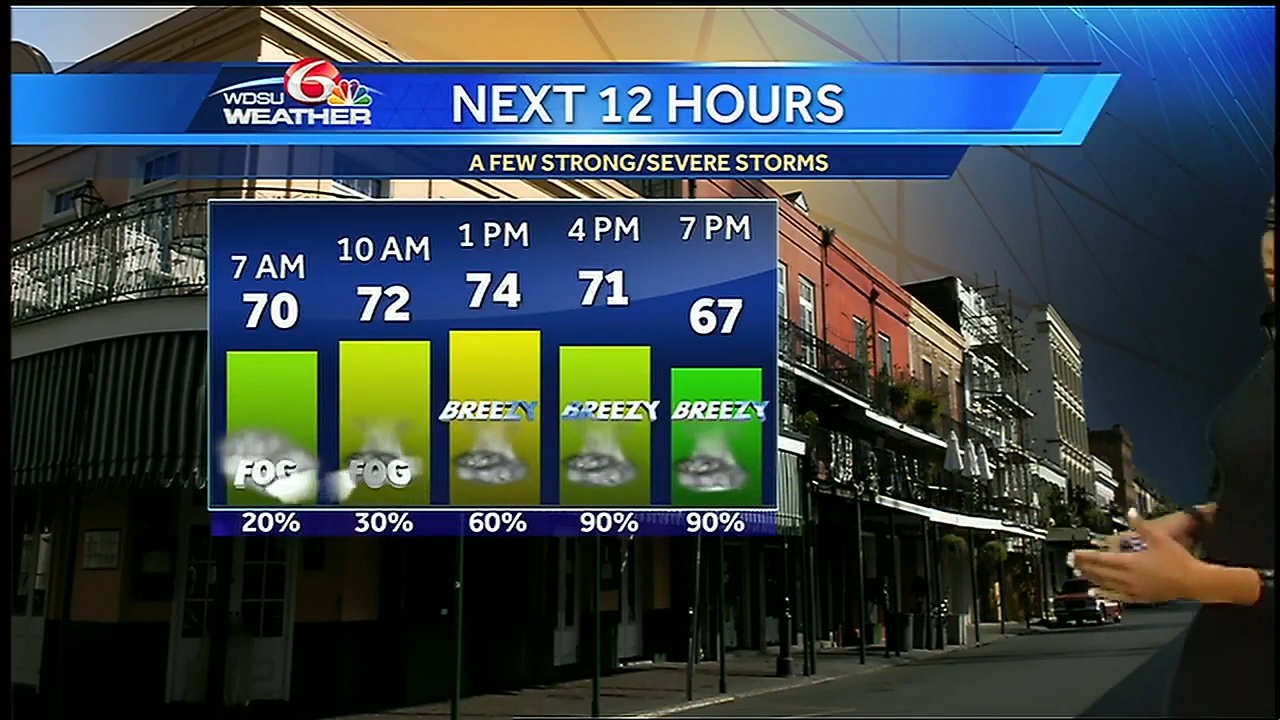 WDSU 6
WEATHER
NEXT 12 HOURS
A FEW STRONG/SEVERE STORMS
7 AM 10 AM 1 PM 4 PM 7 PM
70 72 74 71 67
BREEZY BREEZY BREEZY
FOG FOG
20% 30% 60% 90% 90%